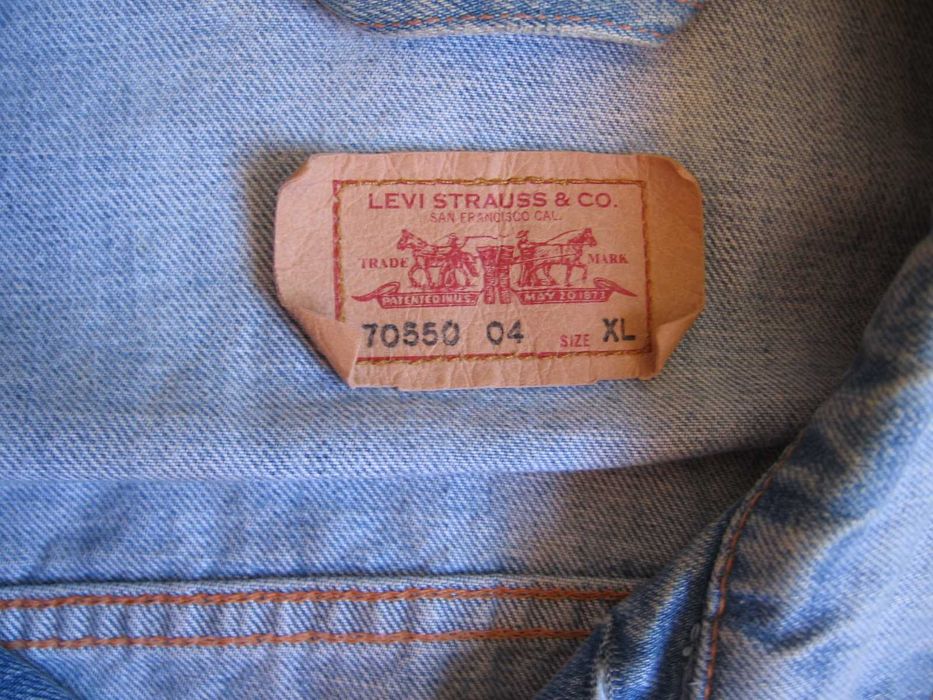 LEVI STRAUSS & CO.
SAN FRANCISCO CAL.
TRADE MARK
PATENTED IN U.S. MAY 20 1873
70550 04 SIZE XL